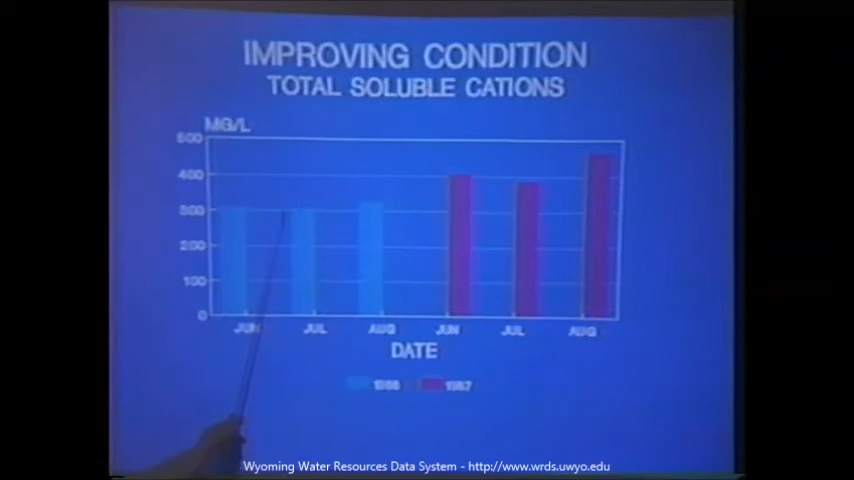 IMPROVING CONDITION
TOTAL SOLUBLE CATIONS
MG/L
500
400
300
200
100
0
JUN JUL AUG JUN JUL AUG
DATE
1986 1987
Wyoming Water Resources Data System - http://www.wrds.uwyo.edu